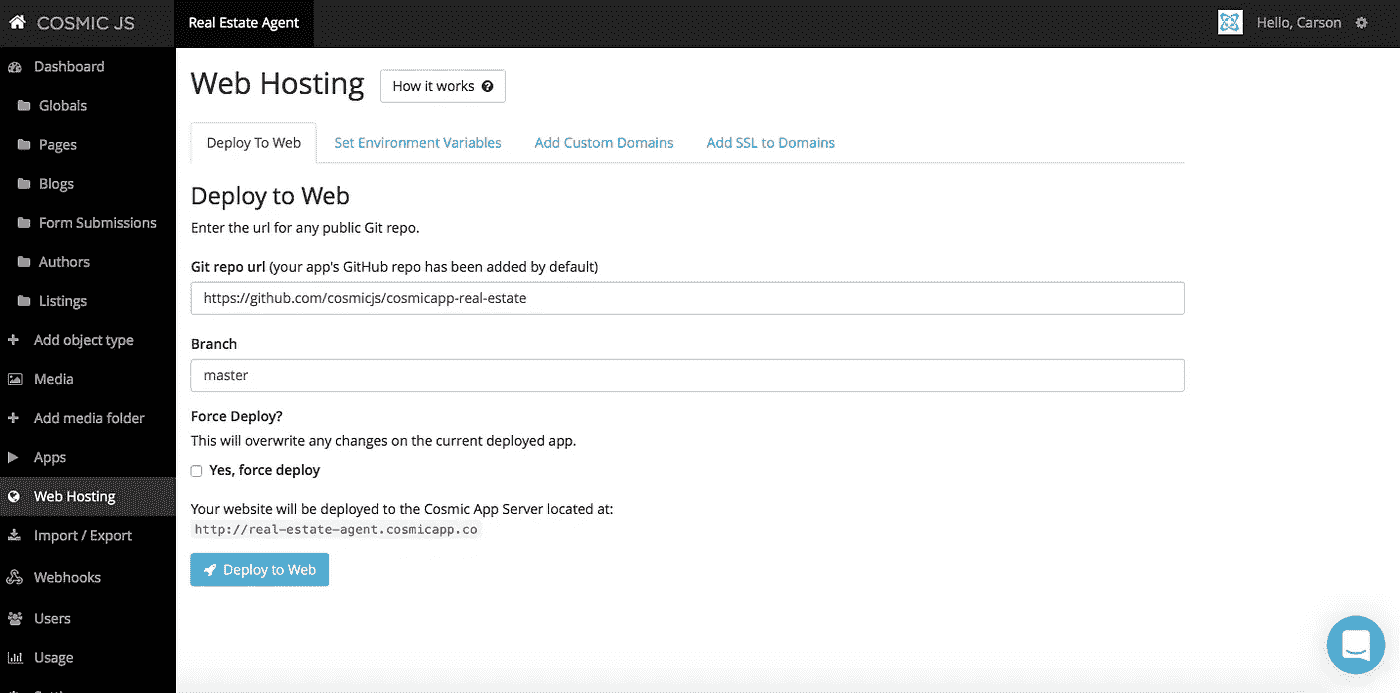 COSMIC JS
Real Estate Agent
Hello, Carson
Dashboard
Globals
Pages
Blogs
Form Submissions
Authors
Listings
Add object type
Media
Add media folder
Apps
Web Hosting
Import / Export
Webhooks
Users
Usage
Web Hosting
How it works
Deploy To Web
Set Environment Variables
Add Custom Domains
Add SSL to Domains
Deploy to Web
Enter the url for any public Git repo.
Git repo url (your app's GitHub repo has been added by default)
https://github.com/cosmicjs/cosmicapp-real-estate
Branch
master
Force Deploy?
This will overwrite any changes on the current deployed app.
Yes, force deploy
Your website will be deployed to the Cosmic App Server located at:
http://real-estate-agent.cosmicapp.co
Deploy to Web